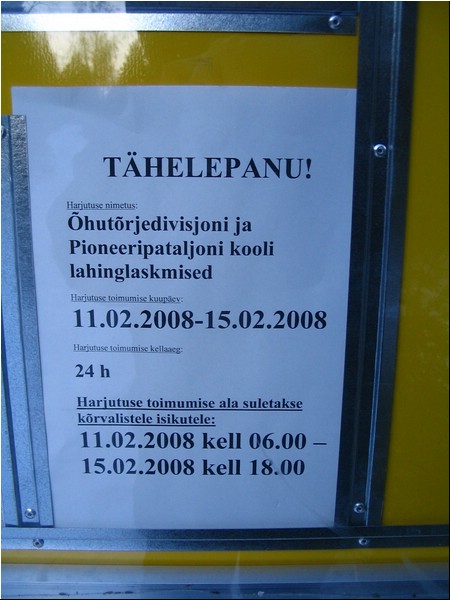 TÄHELEPANU!
Harjutuse nimetus:
Õhutõrjedivisjoni ja
Pioneeripataljoni kooli
lahinglaskmised
Harjutuse toimumise kuupäev:
11.02.2008-15.02.2008
Harjutuse toimumise kellaaeg:
24 h
Harjutuse toimumise ala suletakse
kõrvalistele isikutele:
11.02.2008 kell 06.00 –
15.02.2008 kell 18.00